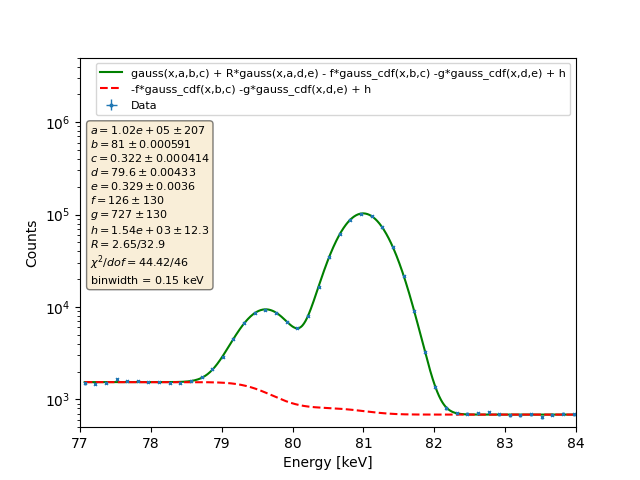 gauss(x,a,b,c) + R*gauss(x,a,d,e) - f*gauss_cdf(x,b,c) -g*gauss_cdf(x,d,e) + h
-f*gauss_cdf(x,b,c) -g*gauss_cdf(x,d,e) + h
Data
a = 1.02e + 05 ± 207
b = 81 ± 0.000591
c = 0.322 ± 0.000414
d = 79.6 ± 0.00433
e = 0.329 ± 0.0036
f = 126 ± 130
g = 727 ± 130
h = 1.54e + 03 ± 12.3
R = 2.65/32.9
χ²/dof = 44.42/46
binwidth = 0.15 keV
Counts
10⁶
10⁵
10⁴
10³
77 78 79 80 81 82 83 84
Energy [keV]